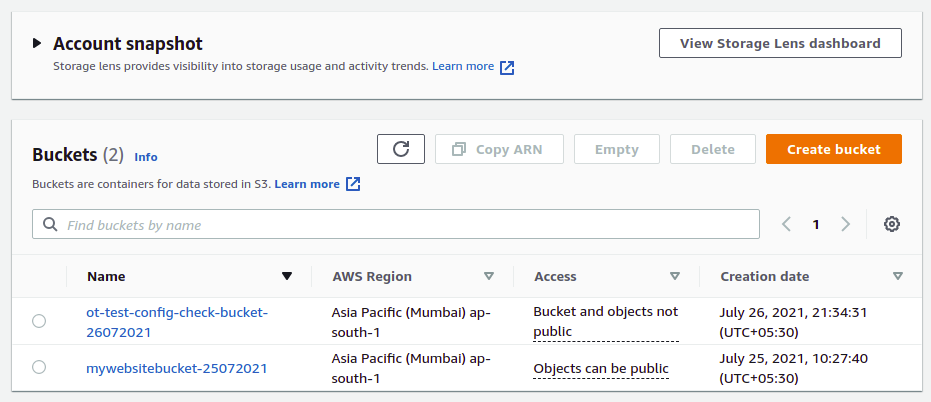 Account snapshot
View Storage Lens dashboard
Storage lens provides visibility into storage usage and activity trends. Learn more
Buckets (2) Info
Copy ARN
Empty
Delete
Create bucket
Buckets are containers for data stored in S3. Learn more
Find buckets by name
1
Name
AWS Region
Access
Creation date
ot-test-config-check-bucket-
26072021
Asia Pacific (Mumbai) ap-
south-1
Bucket and objects not
public
July 26, 2021, 21:34:31
(UTC+05:30)
mywebsitebucket-25072021
Asia Pacific (Mumbai) ap-
south-1
Objects can be public
July 25, 2021, 10:27:40
(UTC+05:30)